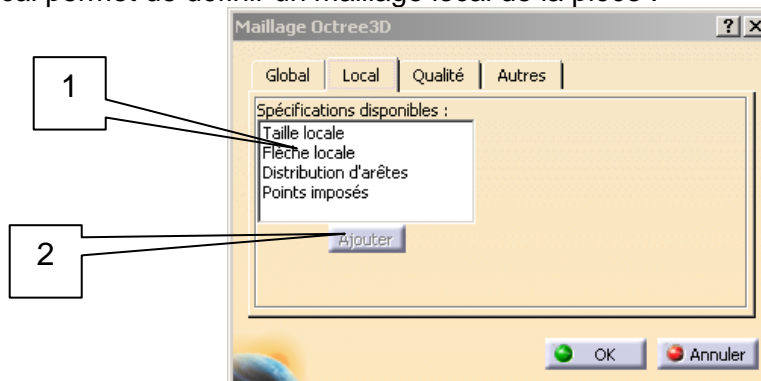 cal permet de définir un maillage local de la pièce :
Maillage Octree3D
Global Local Qualité Autres
1
Spécifications disponibles :
Taille locale
Flèche locale
Distribution d'arêtes
Points imposés
Ajouter
2
OK Annuler